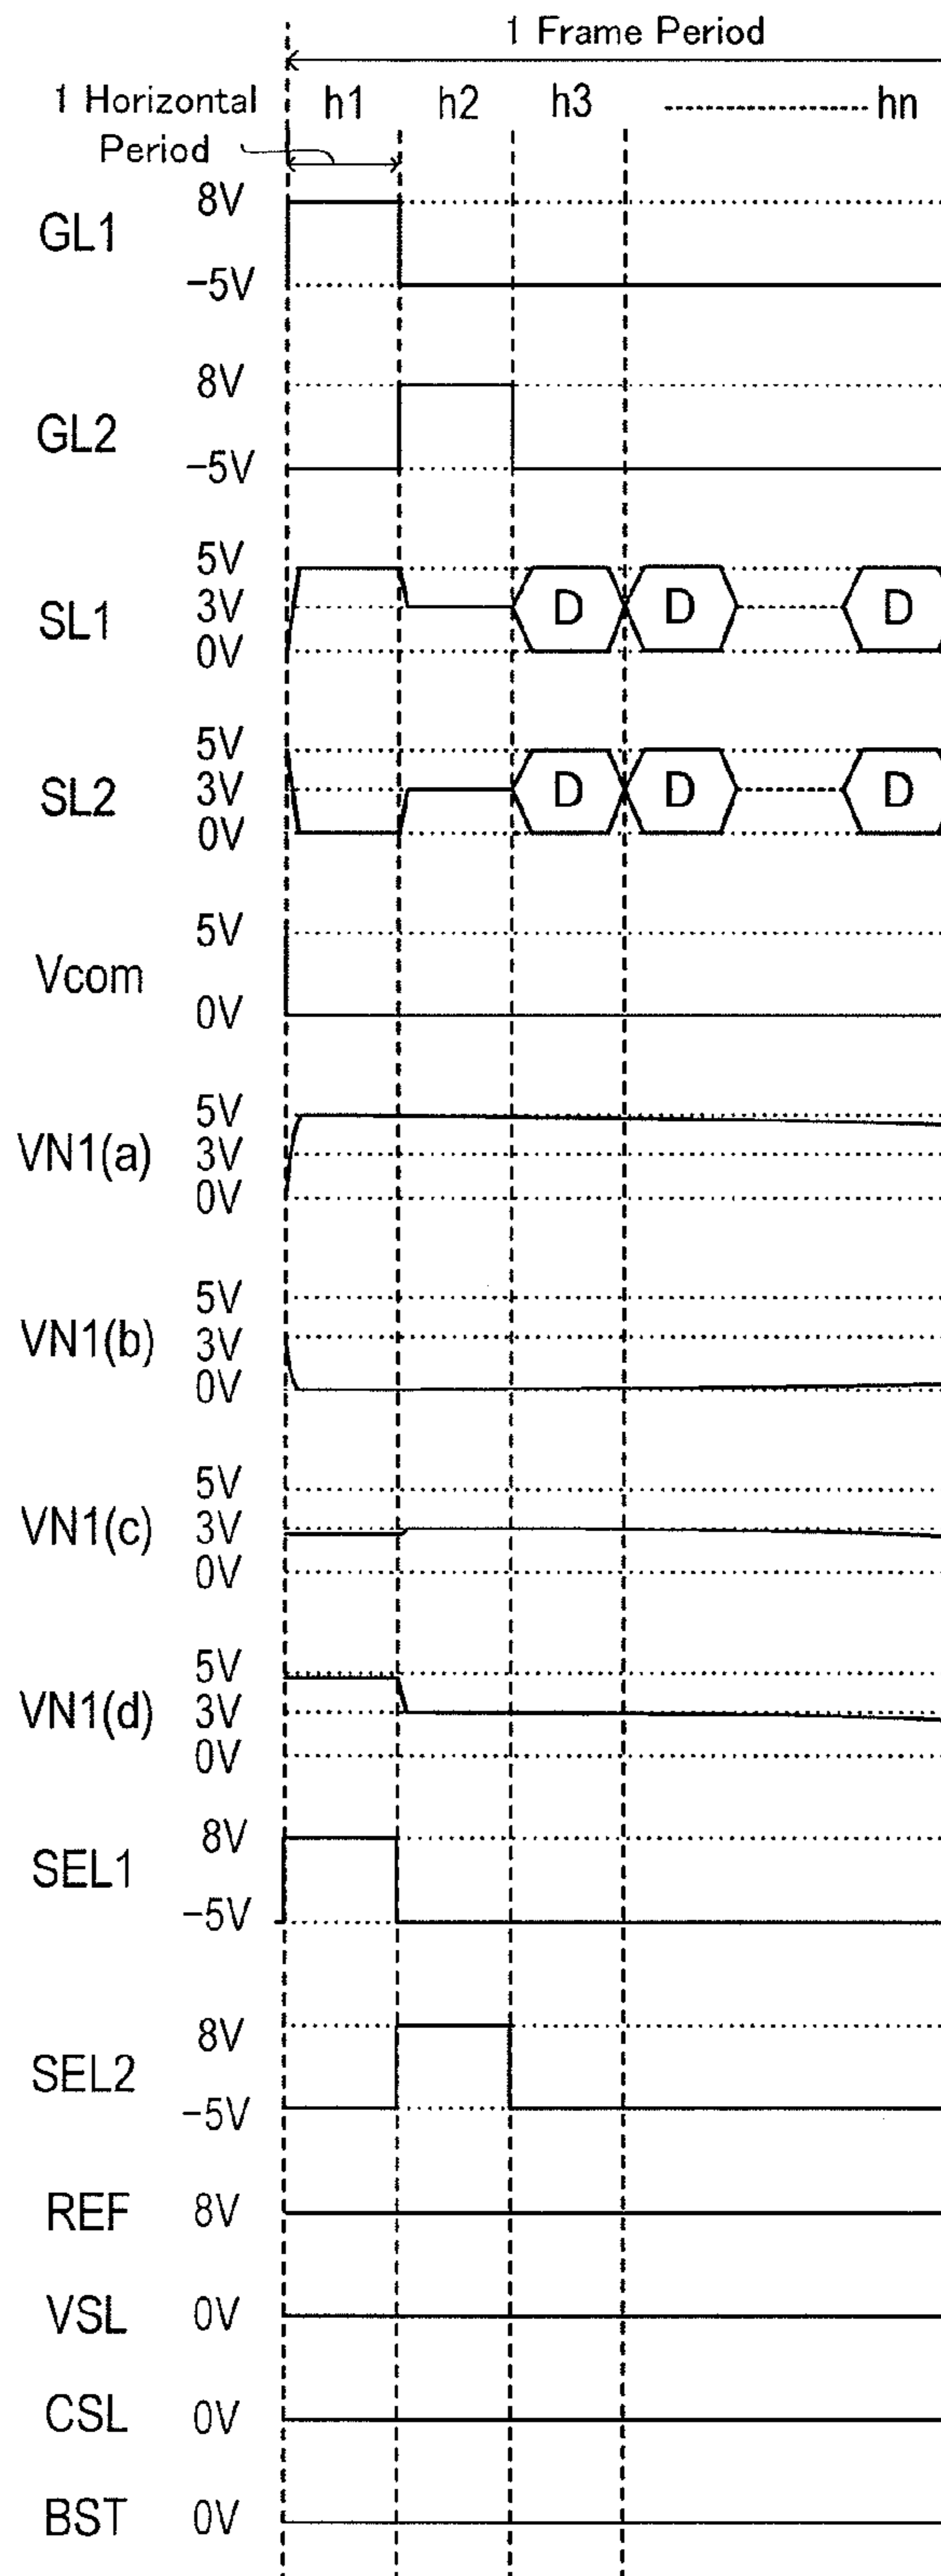 1 Frame Period
1 Horizontal Period
h1 h2 h3 hn
GL1 8V -5V
GL2 8V -5V
SL1 5V 3V 0V D D D
SL2 5V 3V 0V D D D
Vcom 5V 0V
VN1(a) 5V 3V 0V
VN1(b) 5V 3V 0V
VN1(c) 5V 3V 0V
VN1(d) 5V 3V 0V
SEL1 8V -5V
SEL2 8V -5V
REF 8V
VSL 0V
CSL 0V
BST 0V